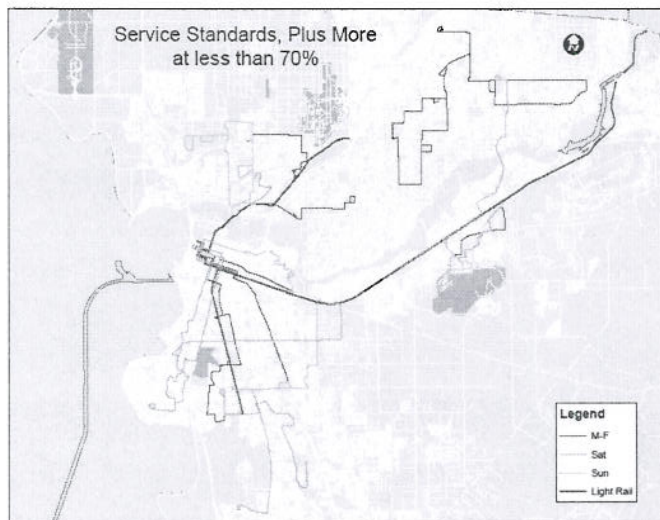 Service Standards, Plus More
at less than 70%
Legend
M-F
Sat
Sun
Light Rail